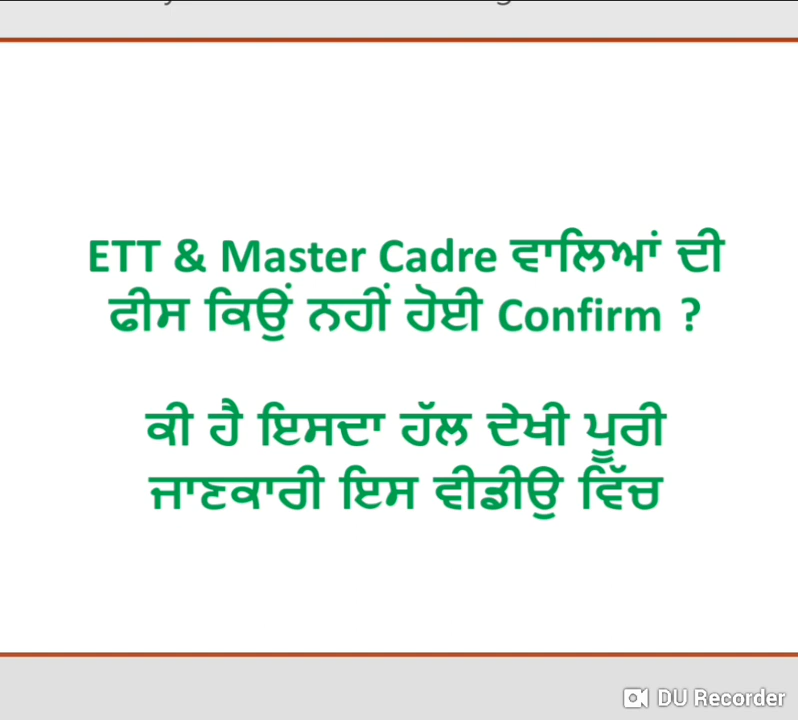 ETT & Master Cadre ਵਾਲਿਆਂ ਦੀ
ਫੀਸ ਕਿਉਂ ਨਹੀਂ ਹੋਈ Confirm ?
ਕੀ ਹੈ ਇਸਦਾ ਹੱਲ ਦੇਖੀ ਪੂਰੀ
ਜਾਣਕਾਰੀ ਇਸ ਵੀਡੀਉ ਵਿੱਚ
DU Recorder